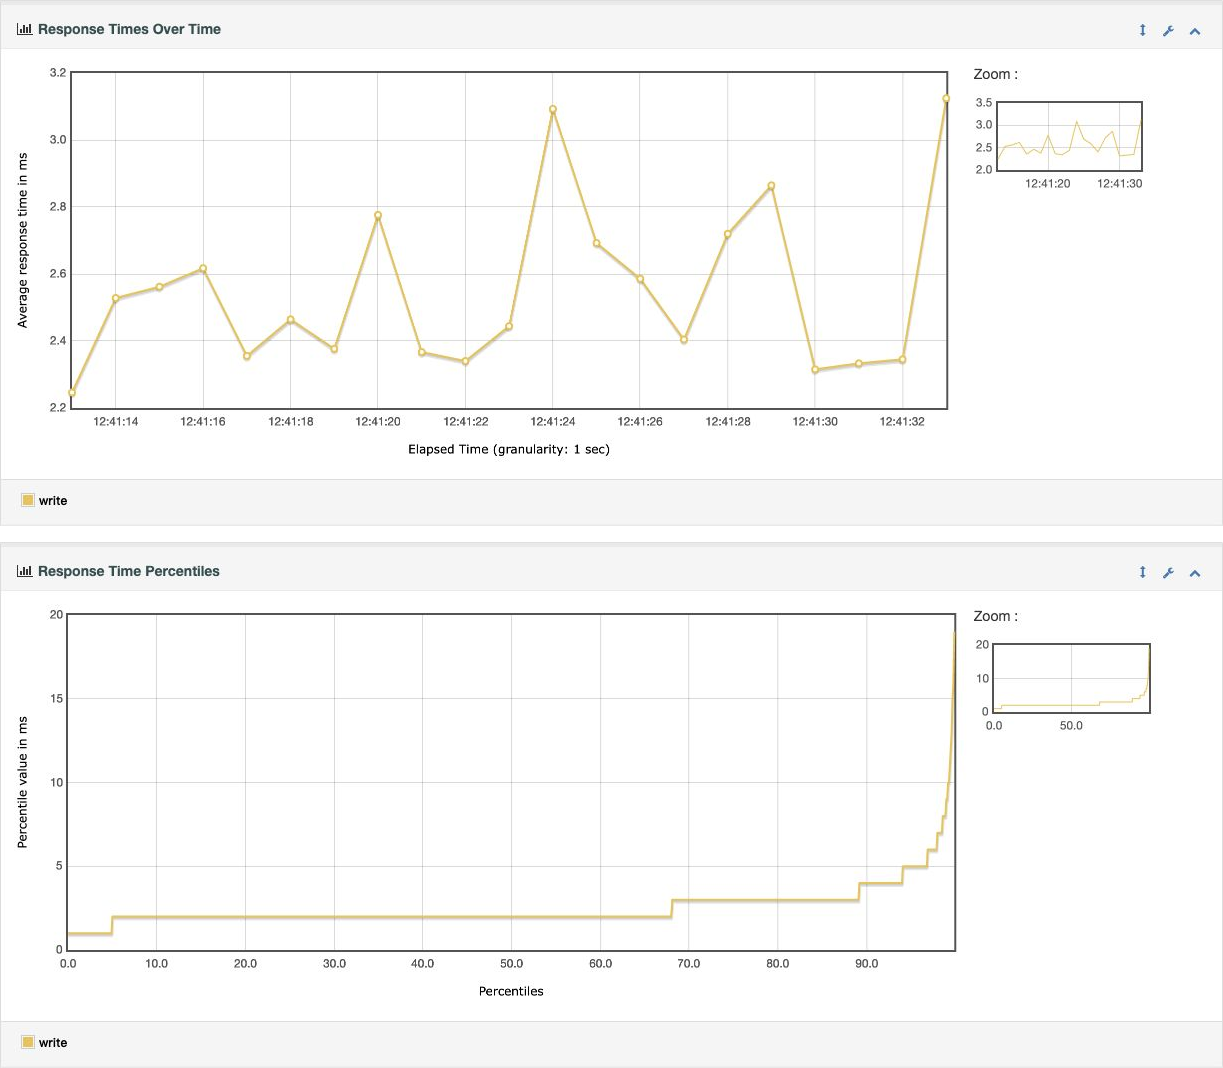 Response Times Over Time
Zoom :
3.2
3.0
2.8
2.6
2.4
2.2
Average response time in ms
12:41:14 12:41:16 12:41:18 12:41:20 12:41:22 12:41:24 12:41:26 12:41:28 12:41:30 12:41:32
Elapsed Time (granularity: 1 sec)
3.5
3.0
2.5
2.0
12:41:20 12:41:30
write
Response Time Percentiles
Zoom :
20
15
10
5
0
Percentile value in ms
0.0 10.0 20.0 30.0 40.0 50.0 60.0 70.0 80.0 90.0
Percentiles
20
10
0
0.0 50.0
write